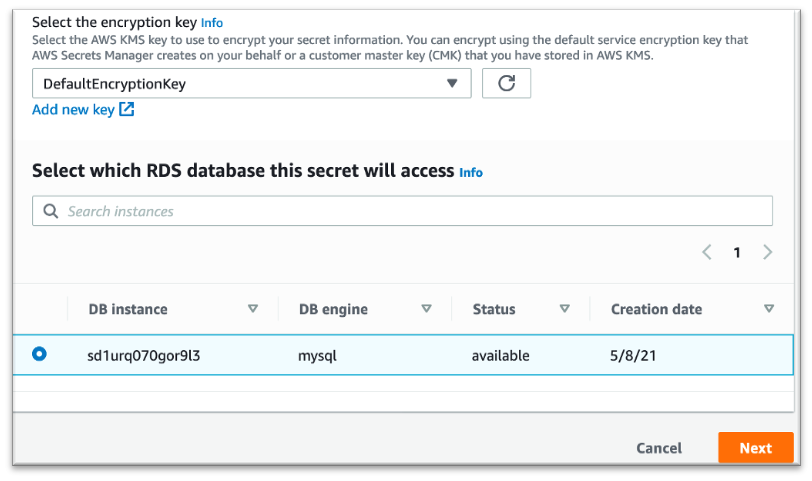 Select the encryption key Info
Select the AWS KMS key to use to encrypt your secret information. You can encrypt using the default service encryption key that
AWS Secrets Manager creates on your behalf or a customer master key (CMK) that you have stored in AWS KMS.
DefaultEncryptionKey
Add new key
Select which RDS database this secret will access Info
Search instances
1
DB instance DB engine Status Creation date
sd1urq070gor9l3 mysql available 5/8/21
Cancel Next